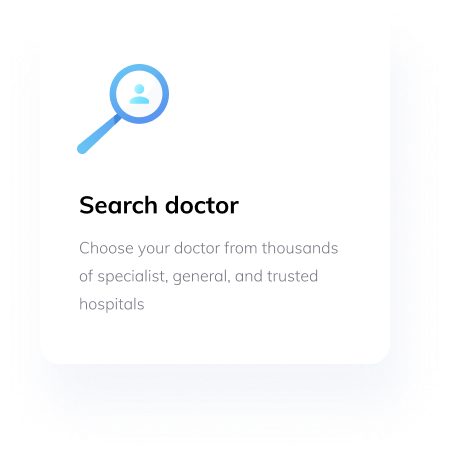 Search doctor
Choose your doctor from thousands
of specialist, general, and trusted
hospitals